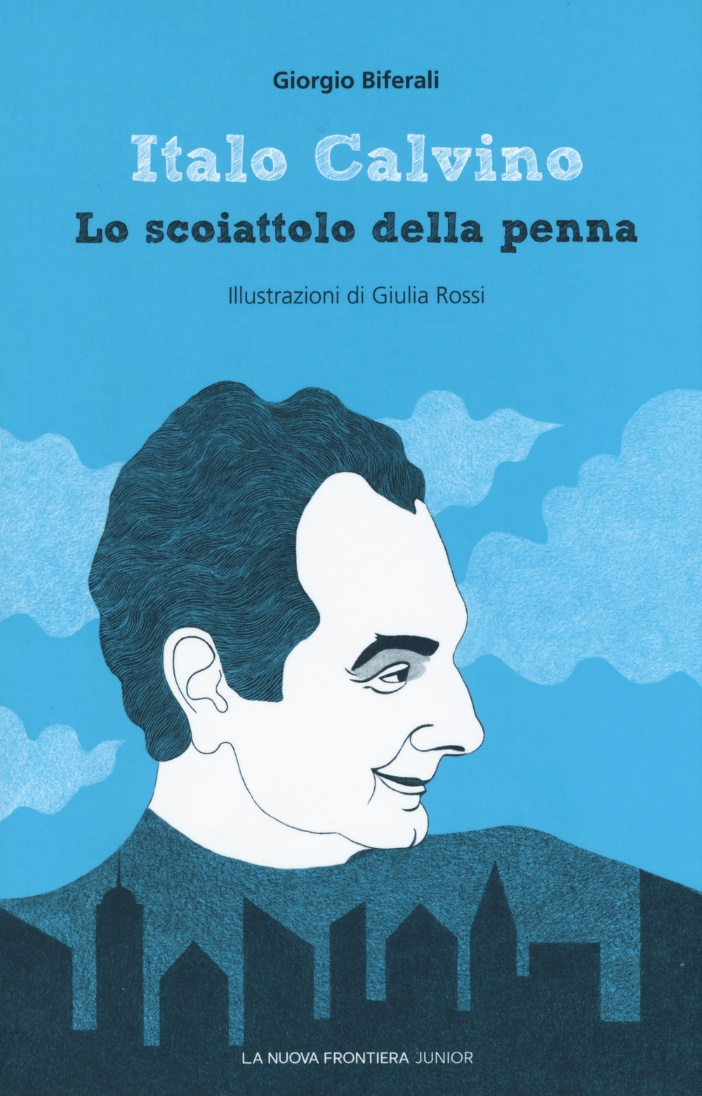 Giorgio Biferali
Italo Calvino
Lo scoiattolo della penna
Illustrazioni di Giulia Rossi
LA NUOVA FRONTIERA JUNIOR